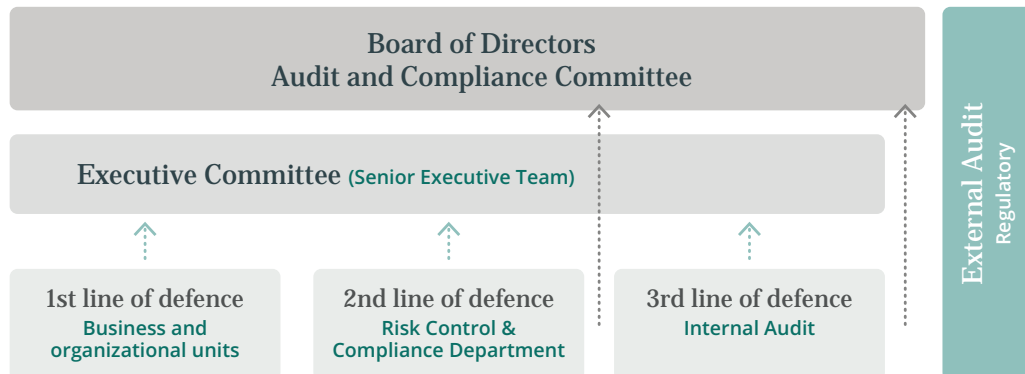 Board of Directors
Audit and Compliance Committee
Executive Committee (Senior Executive Team)
1st line of defence
Business and
organizational units
2nd line of defence
Risk Control &
Compliance Department
3rd line of defence
Internal Audit
External Audit
Regulatory